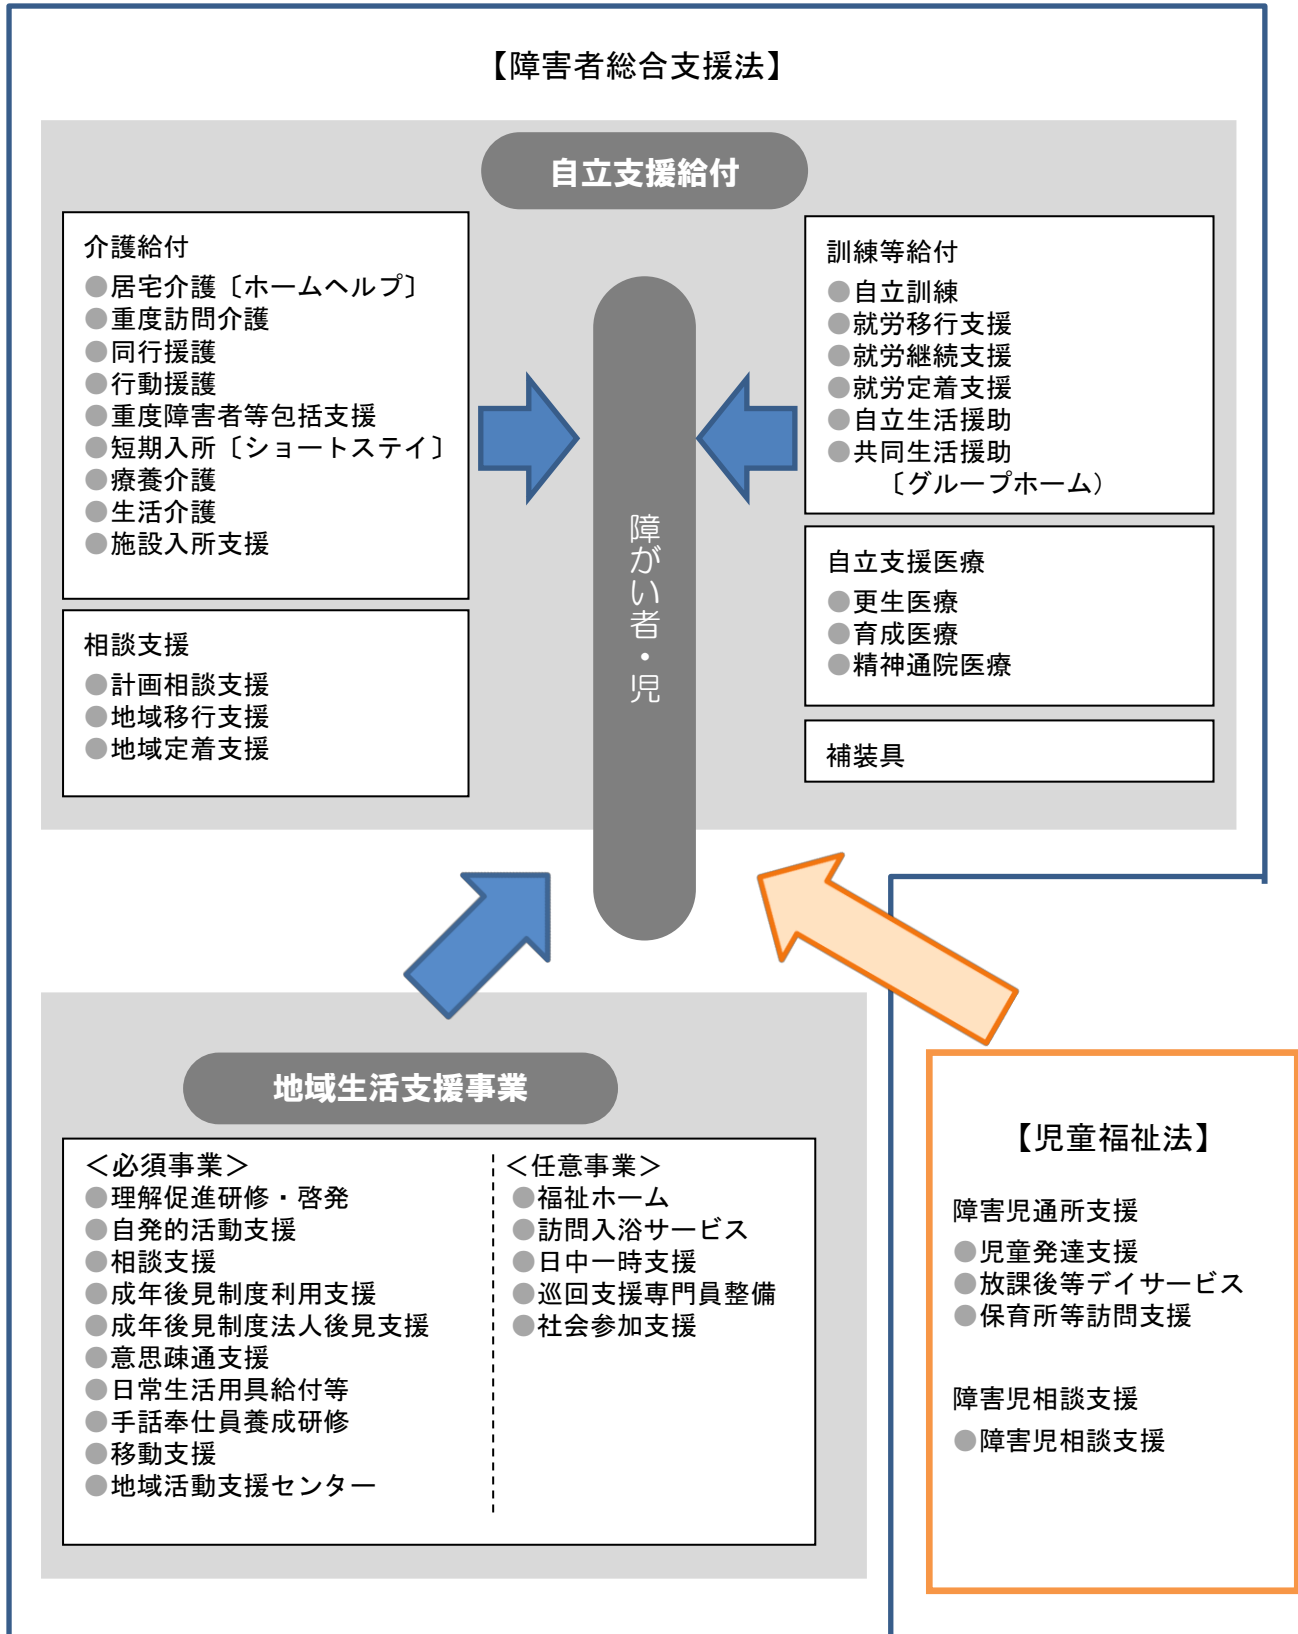 【障害者総合支援法】
自立支援給付
介護給付
●居宅介護〔ホームヘルプ〕
●重度訪問介護
●同行援護
●行動援護
●重度障害者等包括支援
●短期入所〔ショートステイ〕
●療養介護
●生活介護
●施設入所支援
相談支援
●計画相談支援
●地域移行支援
●地域定着支援
障がい者・児
訓練等給付
●自立訓練
●就労移行支援
●就労継続支援
●就労定着支援
●自立生活援助
●共同生活援助
〔グループホーム）
自立支援医療
●更生医療
●育成医療
●精神通院医療
補装具
地域生活支援事業
＜必須事業＞
●理解促進研修・啓発
●自発的活動支援
●相談支援
●成年後見制度利用支援
●成年後見制度法人後見支援
●意思疎通支援
●日常生活用具給付等
●手話奉仕員養成研修
●移動支援
●地域活動支援センター
＜任意事業＞
●福祉ホーム
●訪問入浴サービス
●日中一時支援
●巡回支援専門員整備
●社会参加支援
【児童福祉法】
障害児通所支援
●児童発達支援
●放課後等デイサービス
●保育所等訪問支援
障害児相談支援
●障害児相談支援